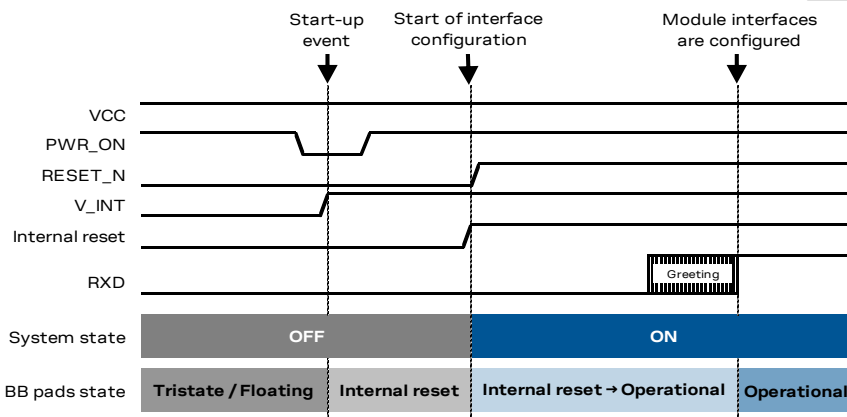 Start-up
event
Start of interface
configuration
Module interfaces
are configured
VCC
PWR_ON
RESET_N
V_INT
Internal reset
RXD
Greeting
System state
OFF
ON
BB pads state
Tristate / Floating
Internal reset
Internal reset → Operational
Operational